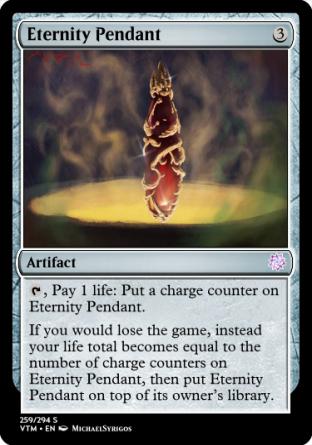 Eternity Pendant 3
Artifact
, Pay 1 life: Put a charge counter on
Eternity Pendant.
If you would lose the game, instead
your life total becomes equal to the
number of charge counters on
Eternity Pendant, then put Eternity
Pendant on top of its owner's library.
259/294 S
VTM • EN MichaelSyrigos